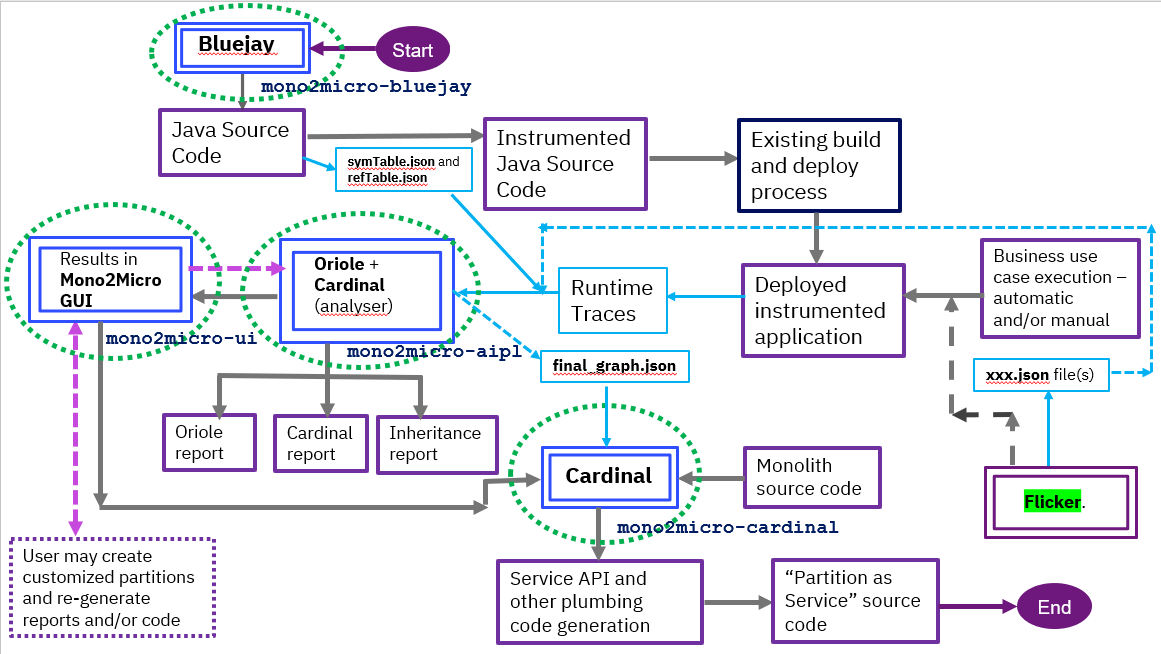 Bluejay
Start
mono2micro-bluejay
Java Source
Code
symTable.json and
refTable.json
Instrumented
Java Source
Code
Existing build
and deploy
process
Results in
Mono2Micro
GUI
mono2micro-ui
Oriole +
Cardinal
(analyser)
mono2micro-aipl
Runtime
Traces
Deployed
instrumented
application
Business use
case execution –
automatic
and/or manual
final_graph.json
xxx.json file(s)
Oriole
report
Cardinal
report
Inheritance
report
Cardinal
mono2micro-cardinal
Monolith
source code
Flicker.
User may create
customized partitions
and re-generate
reports and/or code
Service API and
other plumbing
code generation
“Partition as
Service” source
code
End